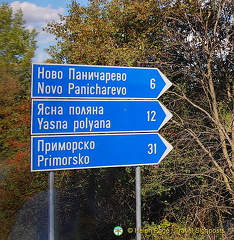 Ново Паничарево
Novo Panicharevo 6
Ясна поляна
Yasna polyana 12
Приморско
Primorsko 31